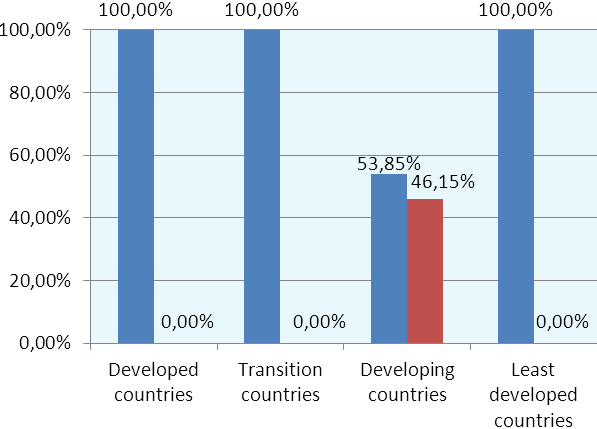 100,00%
100,00%
100,00%
100,00%
80,00%
60,00%
53,85%
46,15%
40,00%
20,00%
0,00%
0,00%
0,00%
0,00%
Developed
countries
Transition
countries
Developing
countries
Least
developed
countries